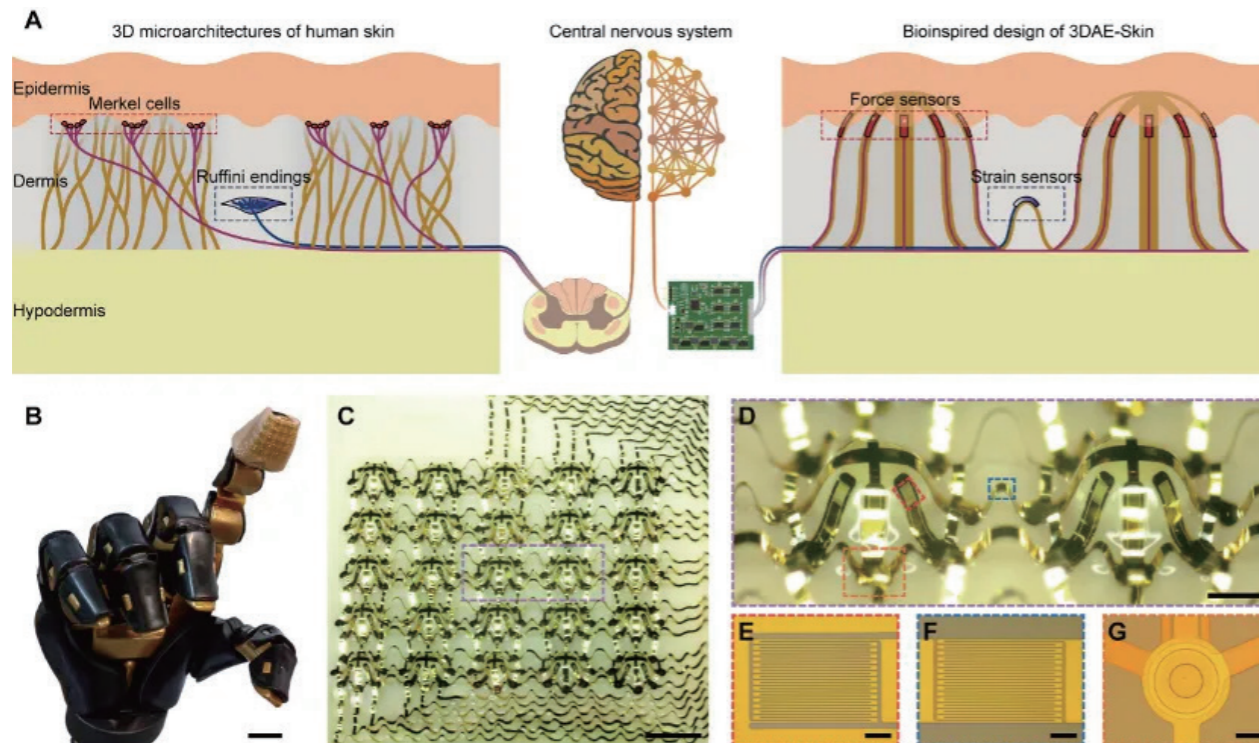 A
3D microarchitectures of human skin
Central nervous system
Bioinspired design of 3DAE-Skin
Epidermis
Merkel cells
Force sensors
Dermis
Ruffini endings
Strain sensors
Hypodermis
B
C
D
E
F
G